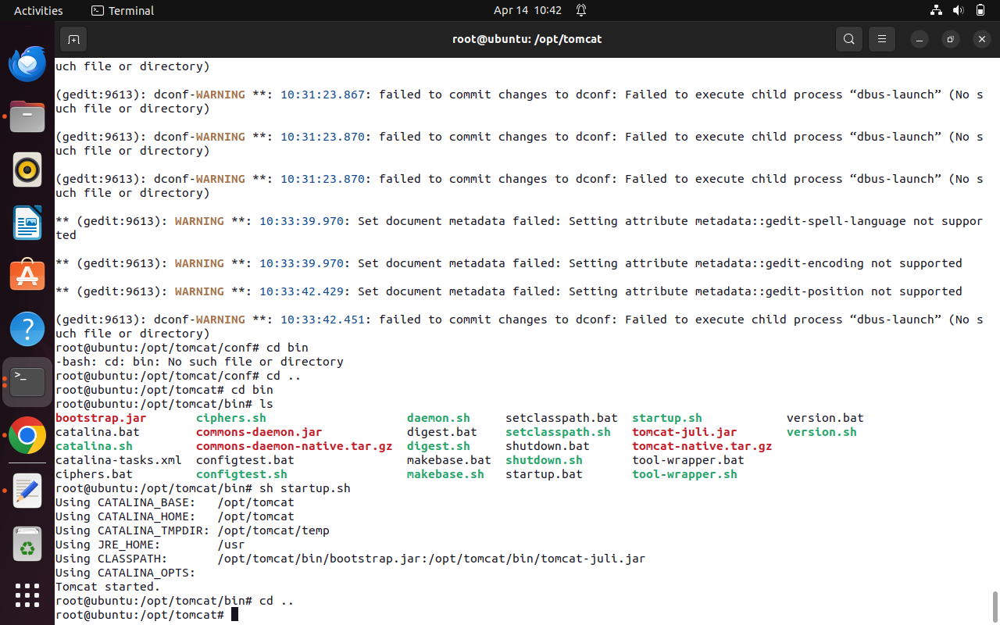 Activities
Terminal
Apr 14 10:42
root@ubuntu: /opt/tomcat
uch file or directory)
(gedit:9613): dconf-WARNING **: 10:31:23.867: failed to commit changes to dconf: Failed to execute child process “dbus-launch” (No s
uch file or directory)
(gedit:9613): dconf-WARNING **: 10:31:23.870: failed to commit changes to dconf: Failed to execute child process “dbus-launch” (No s
uch file or directory)
(gedit:9613): dconf-WARNING **: 10:31:23.870: failed to commit changes to dconf: Failed to execute child process “dbus-launch” (No s
uch file or directory)
** (gedit:9613): WARNING **: 10:33:39.970: Set document metadata failed: Setting attribute metadata::gedit-spell-language not suppor
ted
** (gedit:9613): WARNING **: 10:33:39.970: Set document metadata failed: Setting attribute metadata::gedit-encoding not supported
** (gedit:9613): WARNING **: 10:33:42.429: Set document metadata failed: Setting attribute metadata::gedit-position not supported
(gedit:9613): dconf-WARNING **: 10:33:42.451: failed to commit changes to dconf: Failed to execute child process “dbus-launch” (No s
uch file or directory)
root@ubuntu:/opt/tomcat/conf# cd bin
-bash: cd: bin: No such file or directory
root@ubuntu:/opt/tomcat/conf# cd ..
root@ubuntu:/opt/tomcat# cd bin
root@ubuntu:/opt/tomcat/bin# ls
bootstrap.jar       ciphers.sh                    daemon.sh     setclasspath.bat  startup.sh            version.bat
catalina.bat        commons-daemon.jar            digest.bat    setclasspath.sh   tomcat-juli.jar       version.sh
catalina.sh         commons-daemon-native.tar.gz  digest.sh     shutdown.bat      tomcat-native.tar.gz
catalina-tasks.xml  configtest.bat                makebase.bat  shutdown.sh       tool-wrapper.bat
ciphers.bat         configtest.sh                 makebase.sh   startup.bat       tool-wrapper.sh
root@ubuntu:/opt/tomcat/bin# sh startup.sh
Using CATALINA_BASE:   /opt/tomcat
Using CATALINA_HOME:   /opt/tomcat
Using CATALINA_TMPDIR: /opt/tomcat/temp
Using JRE_HOME:        /usr
Using CLASSPATH:       /opt/tomcat/bin/bootstrap.jar:/opt/tomcat/bin/tomcat-juli.jar
Using CATALINA_OPTS:
Tomcat started.
root@ubuntu:/opt/tomcat/bin# cd ..
root@ubuntu:/opt/tomcat#